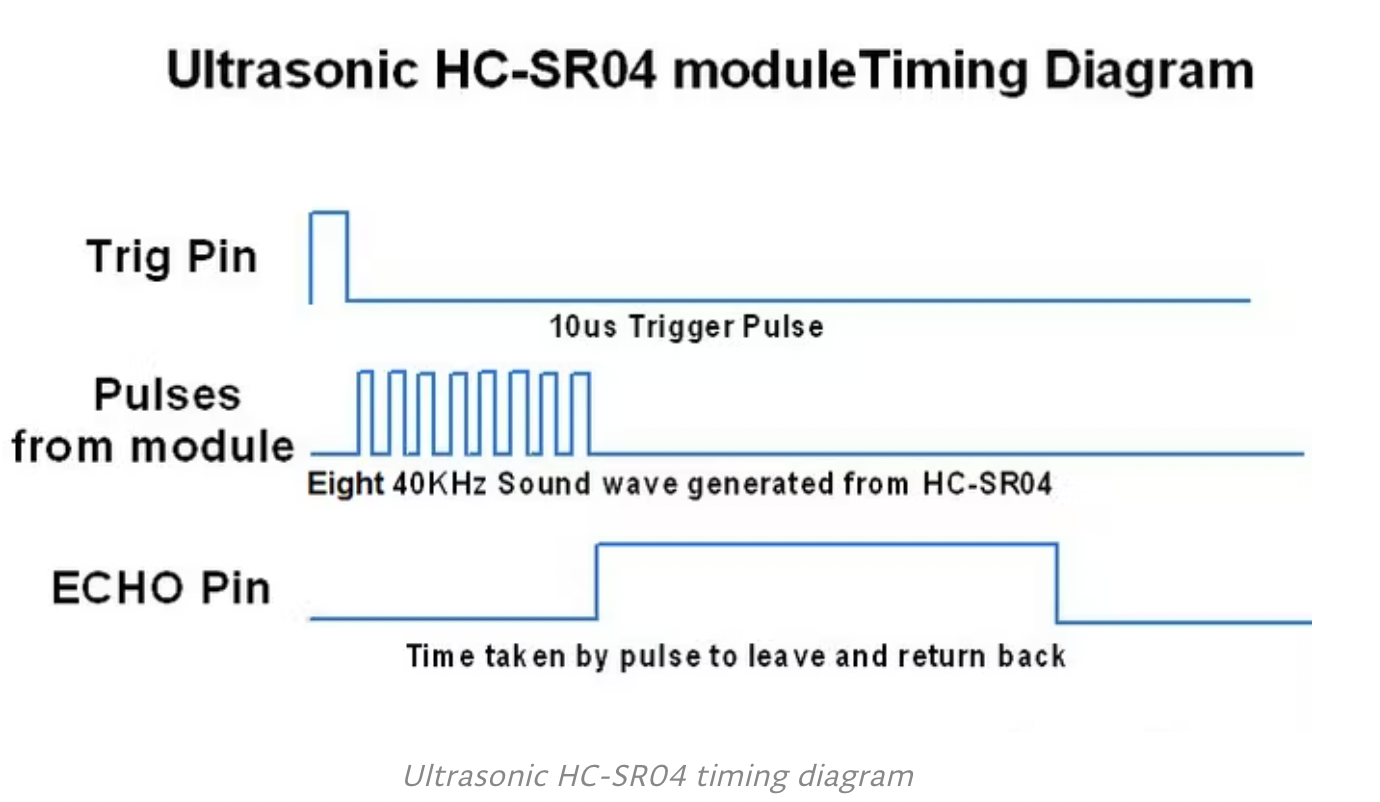 Ultrasonic HC-SR04 moduleTiming Diagram
Trig Pin
10us Trigger Pulse
Pulses
from module
Eight 40KHz Sound wave generated from HC-SR04
ECHO Pin
Time taken by pulse to leave and return back
Ultrasonic HC-SR04 timing diagram